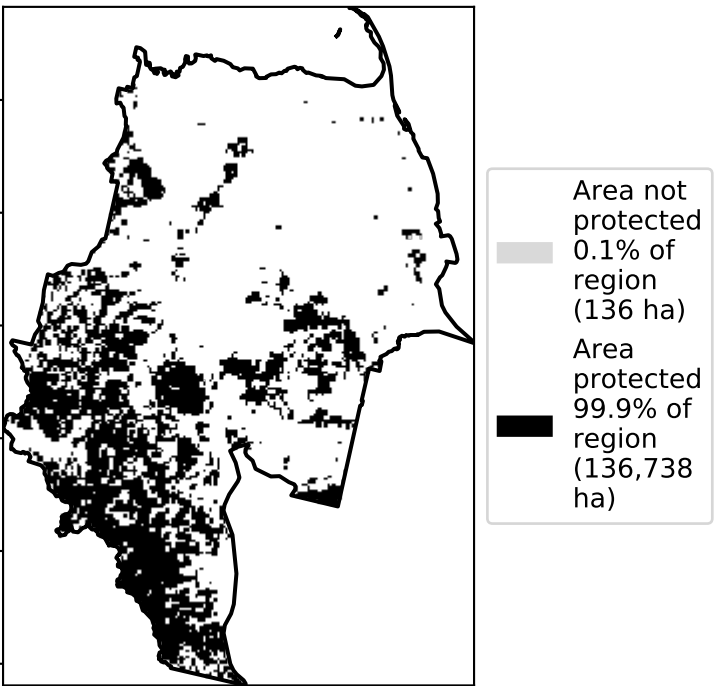 Area not
protected
0.1% of
region
(136 ha)
Area
protected
99.9% of
region
(136,738
ha)